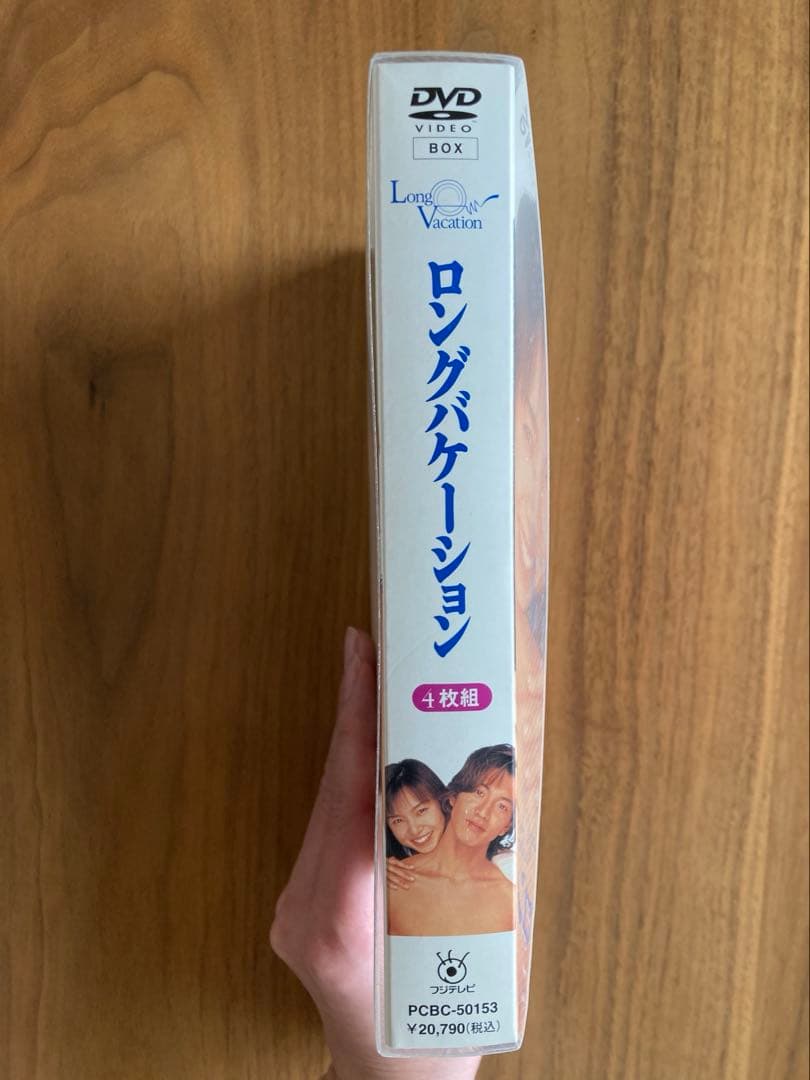 DVD
VIDEO
BOX
Long
Vacation
ロングバケーション
4枚組
フジテレビ
PCBC-50153
¥20,790(税込)